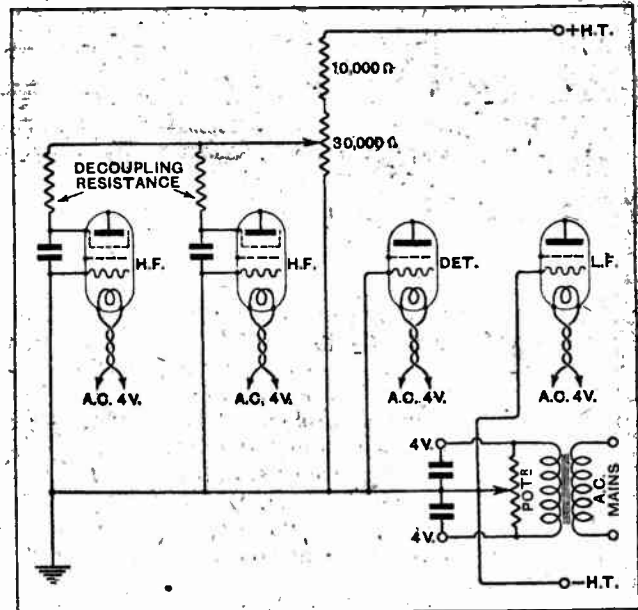 +H.T.
10,000 Ω
30,000 Ω
DECOUPLING
RESISTANCE
H.F.
H.F.
DET.
L.F.
A.C. 4V.
A.C. 4V.
A.C. 4V.
A.C. 4V.
4V.
POTR
A.C.
MAINS
4V.
-H.T.